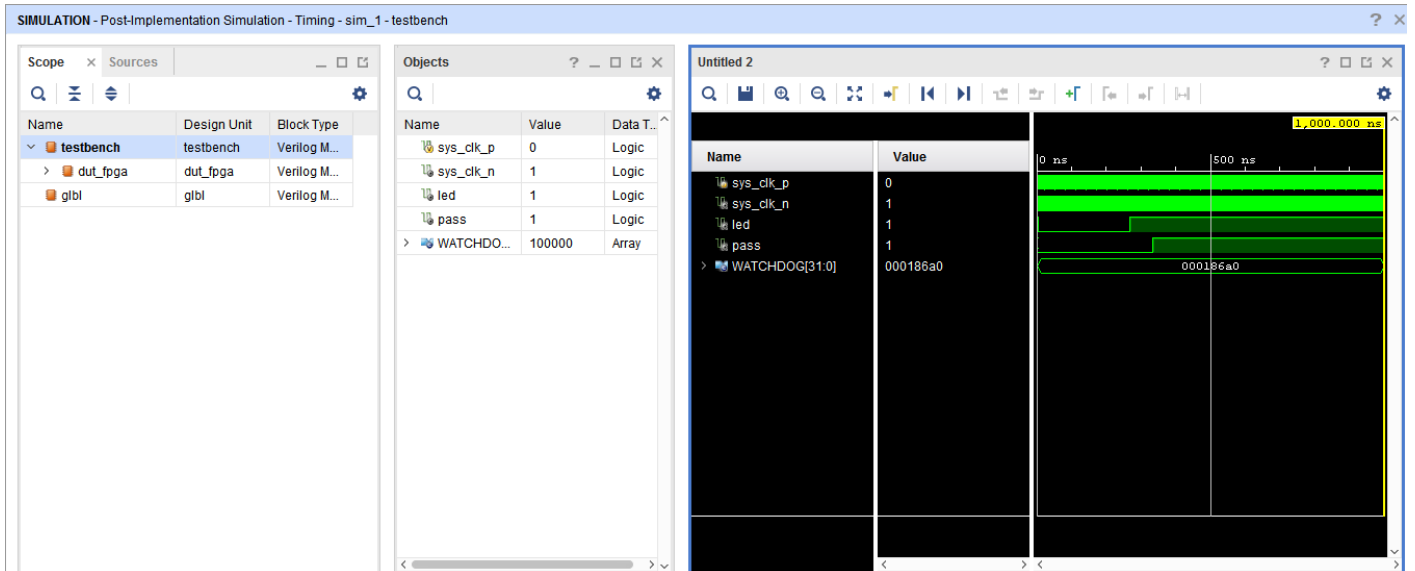 SIMULATION - Post-Implementation Simulation - Timing - sim_1 - testbench
Scope Sources
Name Design Unit Block Type
testbench testbench Verilog M...
dut_fpga dut_fpga Verilog M...
glbl glbl Verilog M...
Objects
Name Value Data T...
sys_clk_p 0 Logic
sys_clk_n 1 Logic
led 1 Logic
pass 1 Logic
WATCHDO... 100000 Array
Untitled 2
1,000.000 ns
Name Value 0 ns 500 ns
sys_clk_p 0
sys_clk_n 1
led 1
pass 1
WATCHDOG[31:0] 000186a0 000186a0